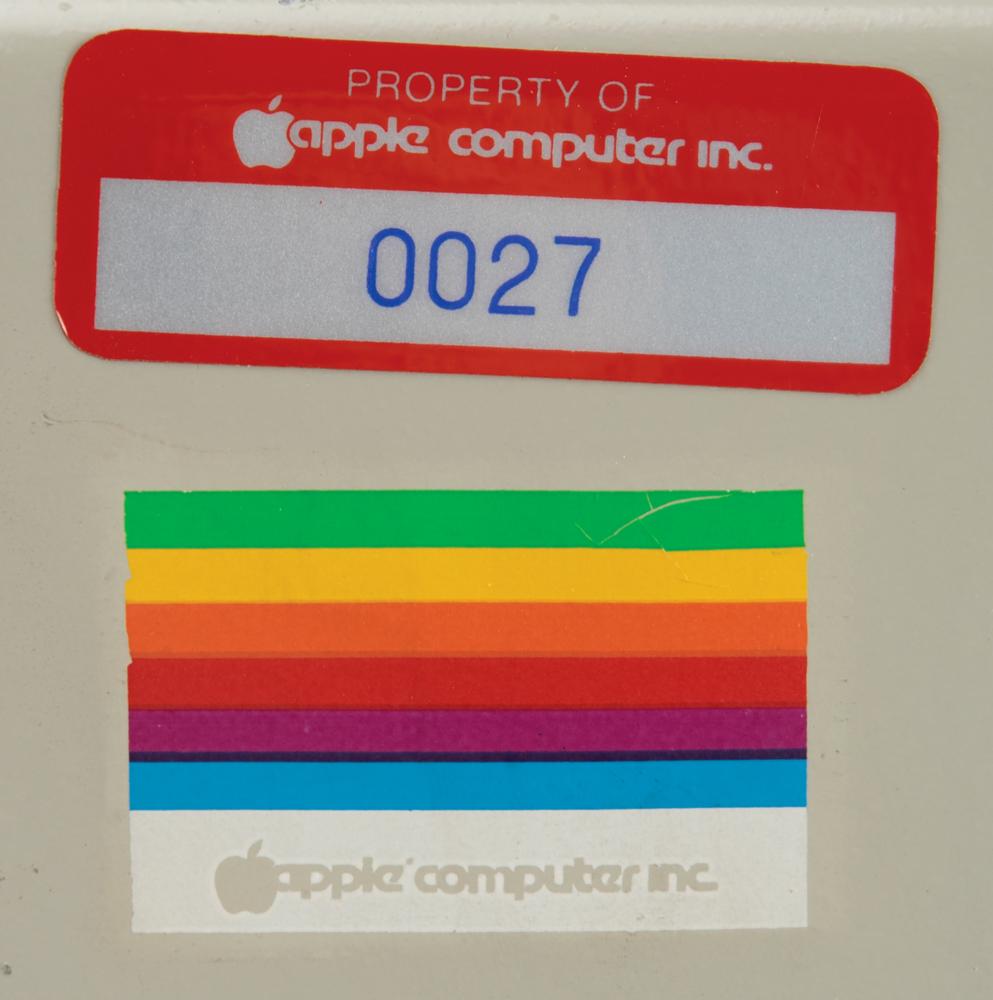 PROPERTY OF
apple computer inc.
0027
apple computer inc.